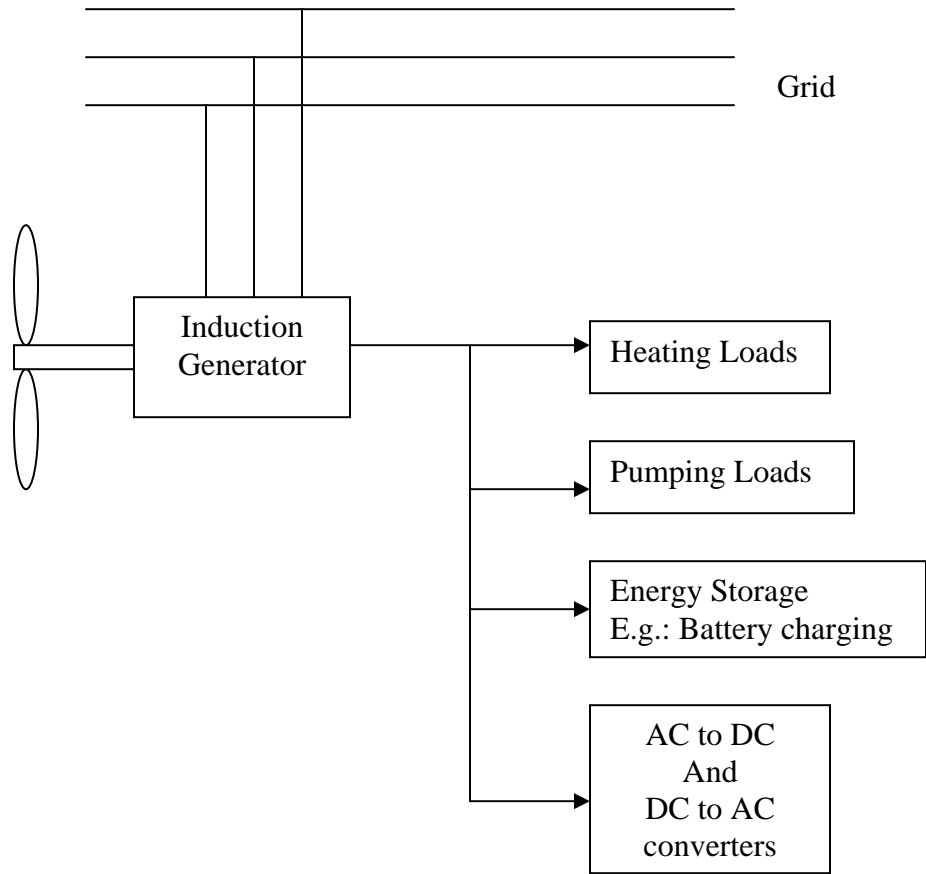 Grid
Induction
Generator
Heating Loads
Pumping Loads
Energy Storage
E.g.: Battery charging
AC to DC
And
DC to AC
converters